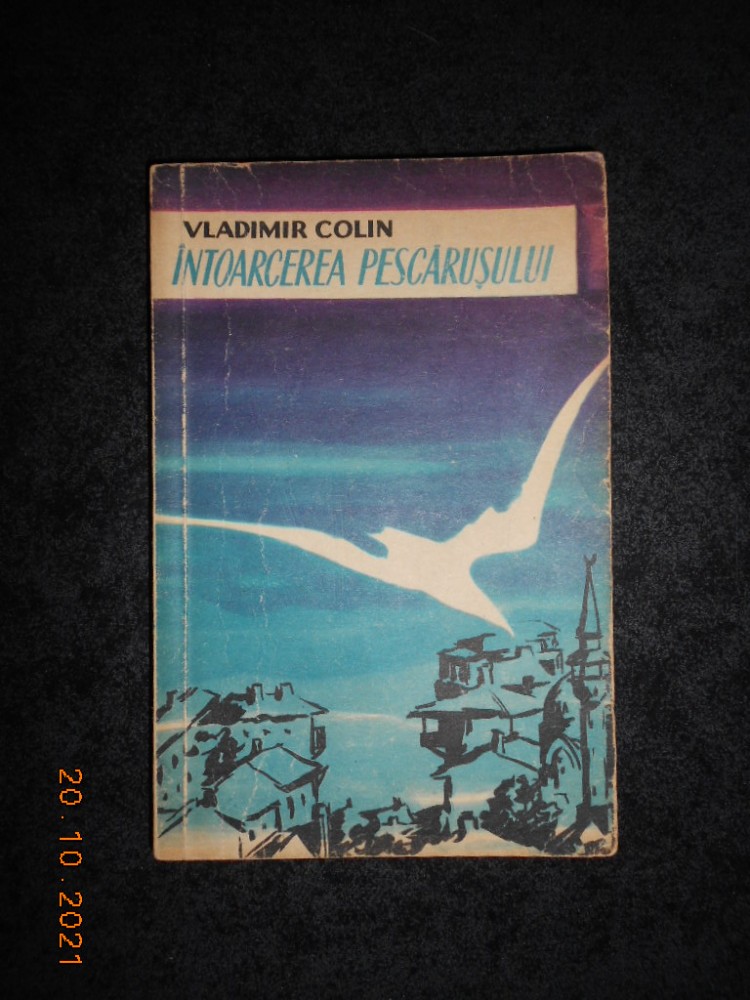 VLADIMIR COLIN
ÎNTOARCEREA PESCĂRUȘULUI
20.10.2021